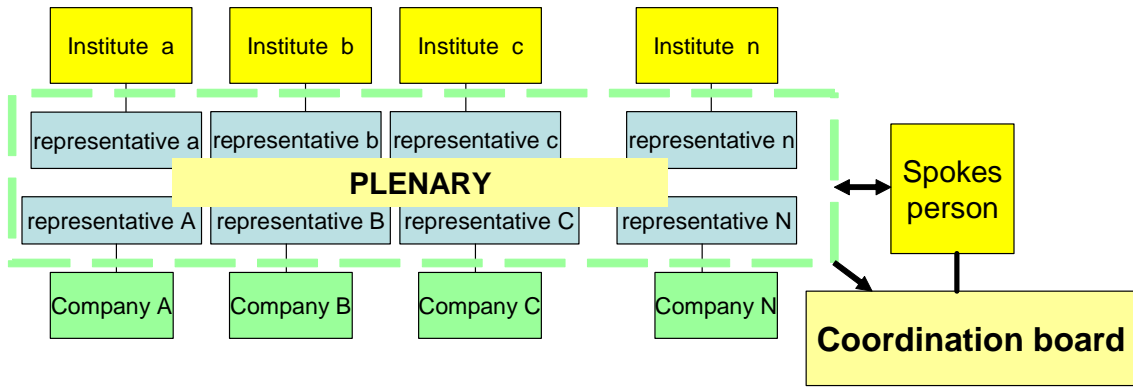 Institute a
Institute b
Institute c
Institute n
representative a
representative b
representative c
representative n
PLENARY
representative A
representative B
representative C
representative N
Company A
Company B
Company C
Company N
Spokes
person
Coordination board